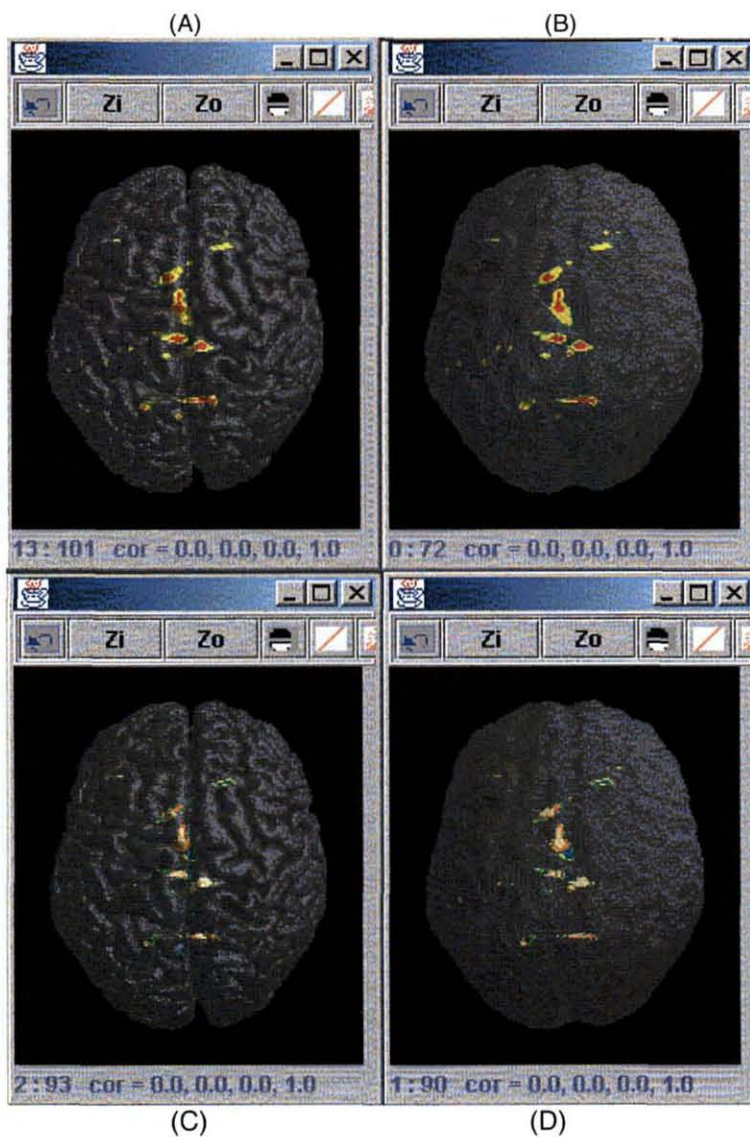 (A) (B)
Zi Zo Zi Zo
13 : 101 cor = 0.0, 0.0, 0.0, 1.0 0 : 72 cor = 0.0, 0.0, 0.0, 1.0
Zi Zo Zi Zo
2 : 93 cor = 0.0, 0.0, 0.0, 1.0 1 : 90 cor = 0.0, 0.0, 0.0, 1.0
(C) (D)